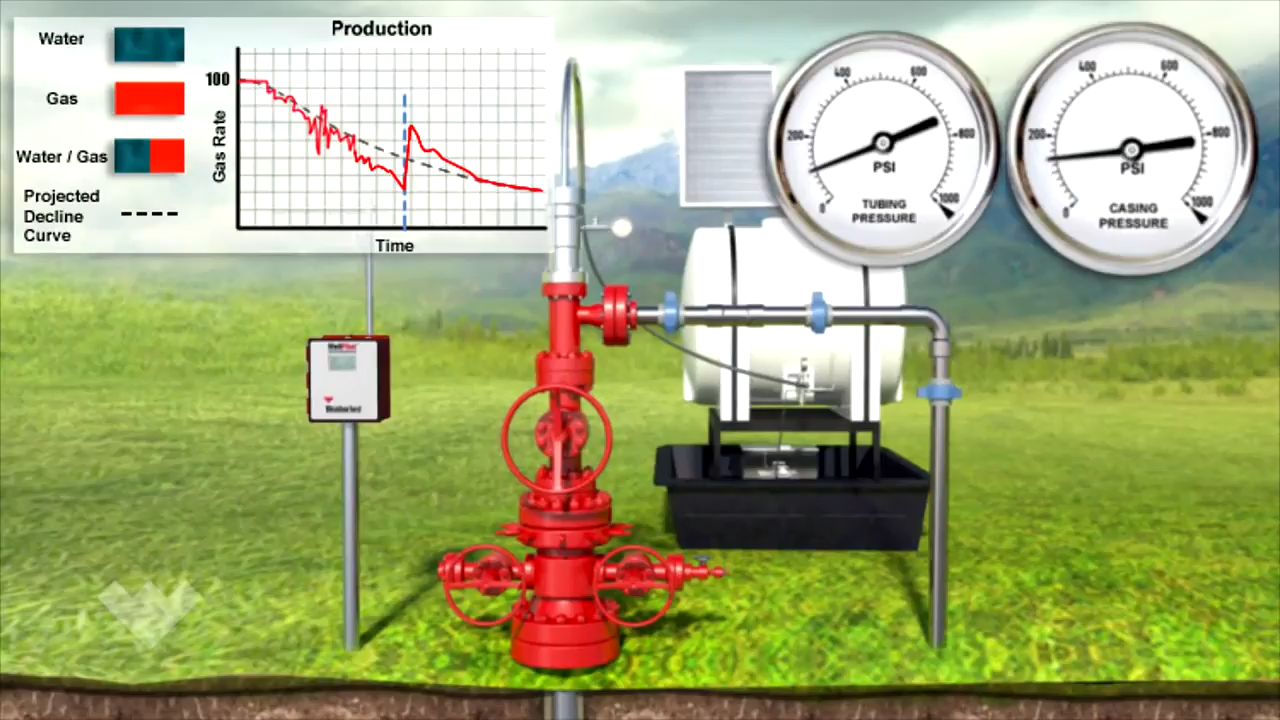 Production
Water
Gas
Water / Gas
Projected
Decline
Curve
100
Gas Rate
Time
0
200
400
600
800
1000
PSI
TUBING
PRESSURE
0
200
400
600
800
1000
PSI
CASING
PRESSURE
Weatherford